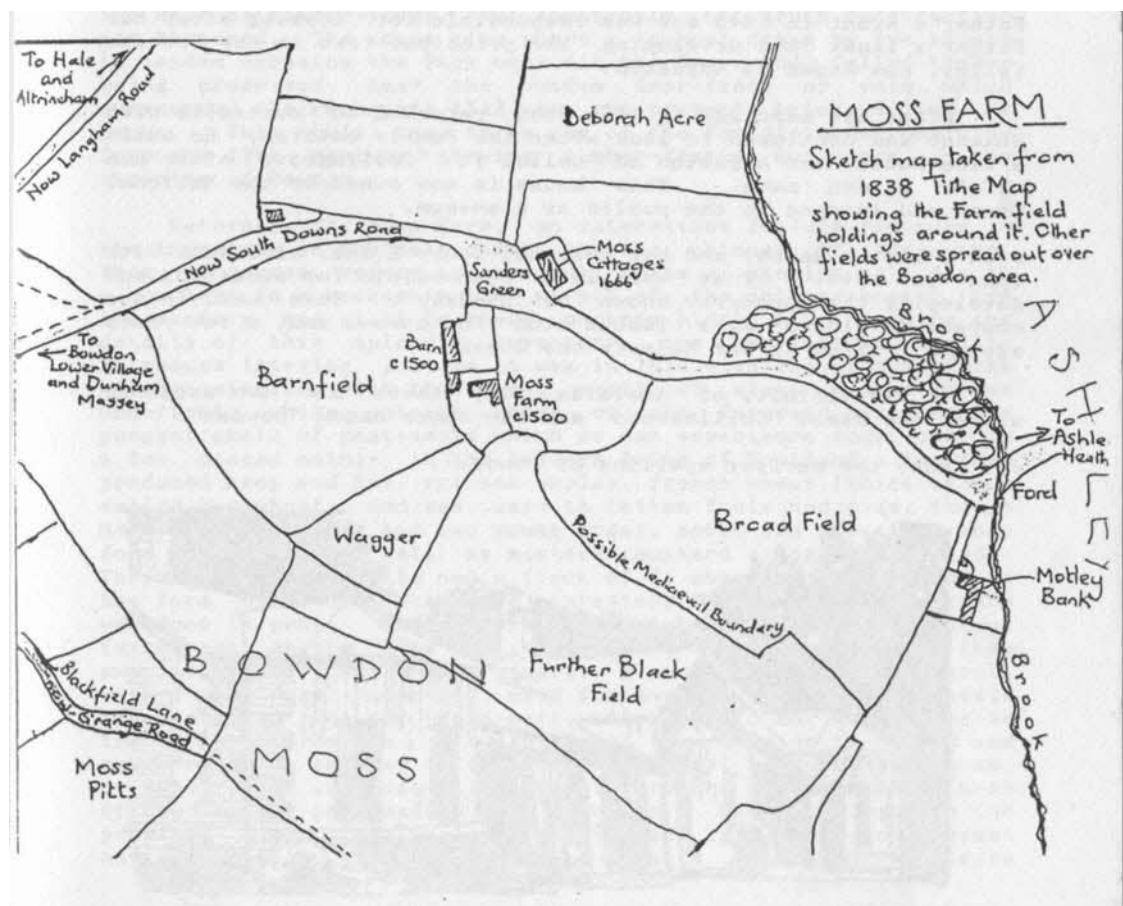 To Hale
and
Altrincham
Now Langham Road
Deborah Acre
MOSS FARM
Sketch map taken from
1838 Tithe Map
showing the Farm field
holdings around it. Other
fields were spread out over
the Bowdon area.
Now South Downs Road
Sanders
Green
Moss
Cottage
1666
To
Bowdon
Lower Village
and Dunham
Massey
Barnfield
Barn
c1500
Moss
Farm
c1500
Brook
ASHLEY
To
Ashley
Heath
Ford
Wagger
Broad Field
Possible Mediaevil Boundary
Motley
Bank
BOWDON
MOSS
Further Black
Field
Blackfield Lane
new Grange Road
Moss
Pitts
Brook